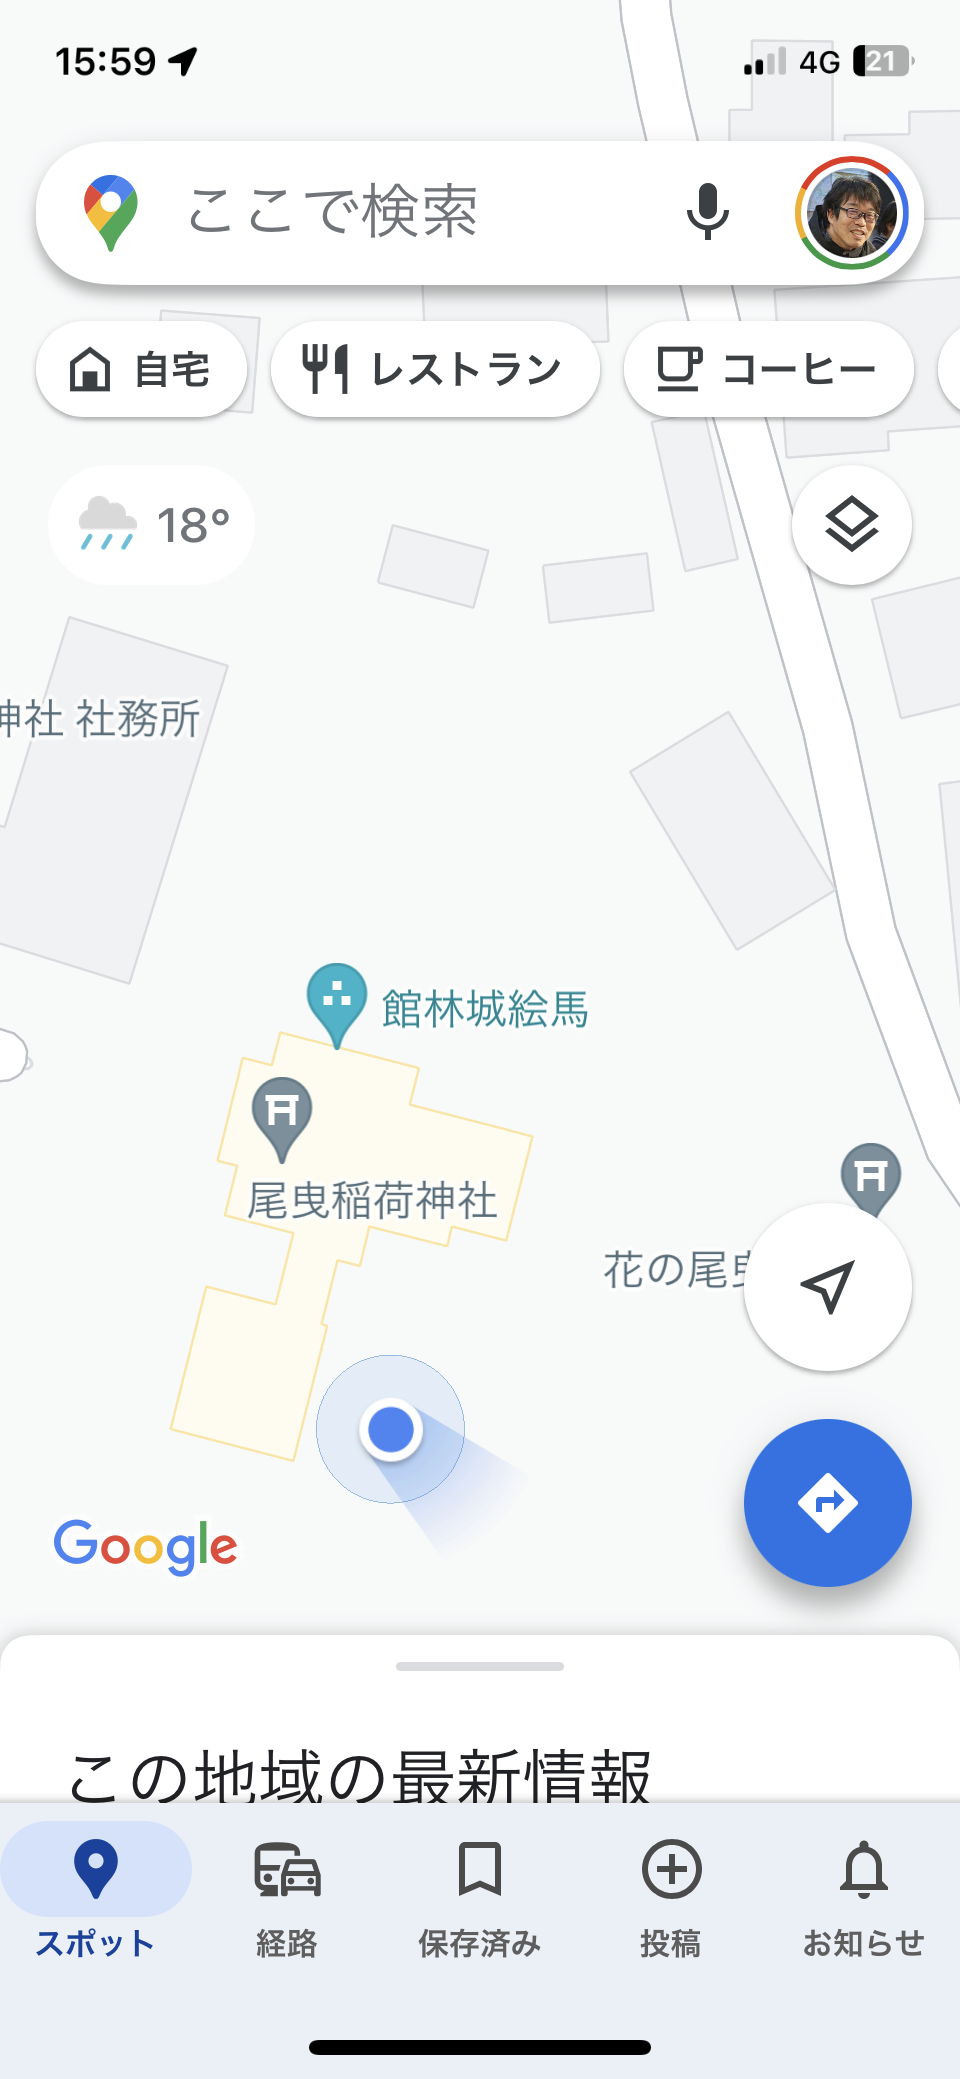 15:59
4G 21
ここで検索
自宅 レストラン コーヒー
18°
神社 社務所
館林城絵馬
尾曳稲荷神社
花の尾曳
Google
この地域の最新情報
スポット 経路 保存済み 投稿 お知らせ